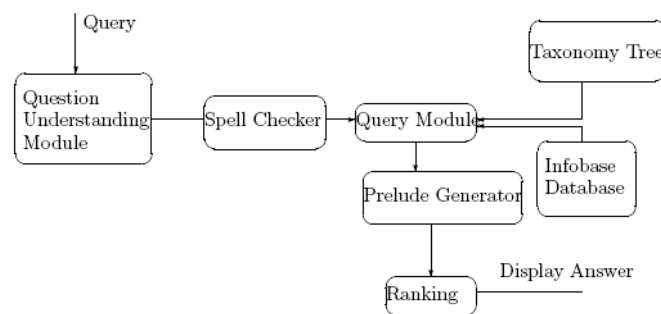 Query
Taxonomy Tree
Question
Understanding
Module
Spell Checker
Query Module
Infobase
Database
Prelude Generator
Display Answer
Ranking